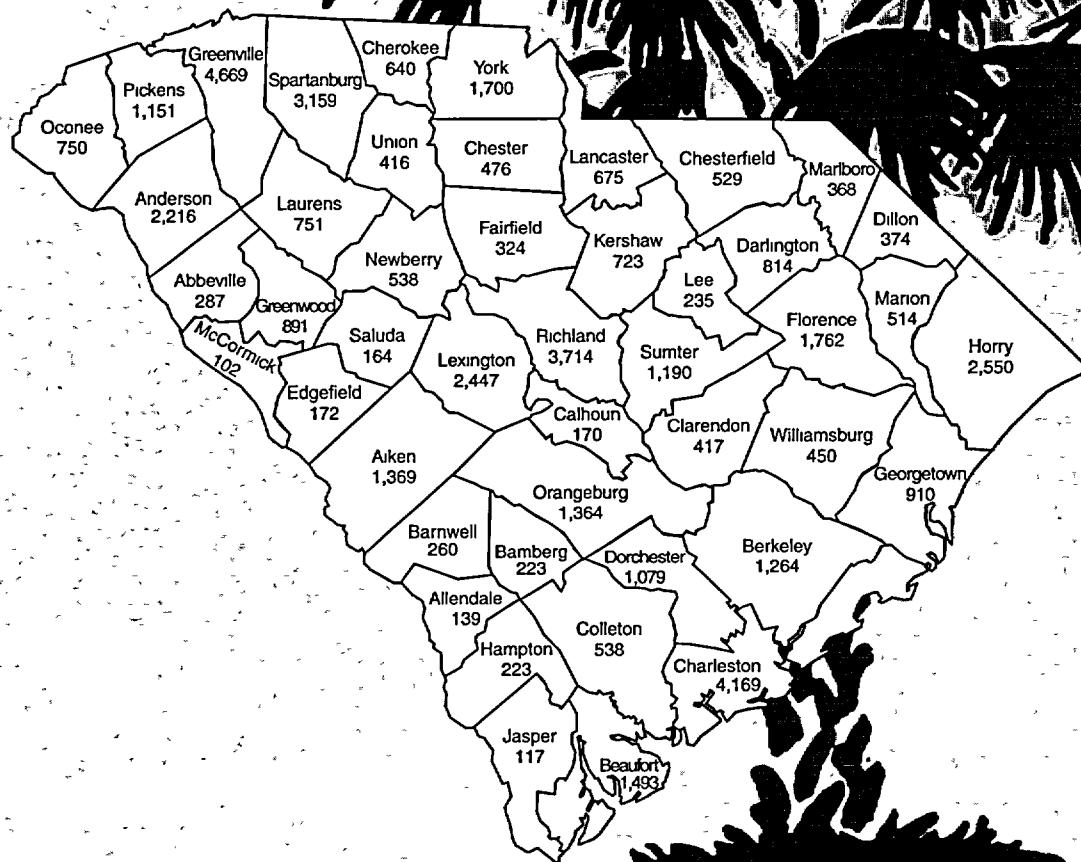 Greenville
4,669
Cherokee
640
York
1,700
Pickens
1,151
Spartanburg
3,159
Oconee
750
Union
416
Chester
476
Lancaster
675
Chesterfield
529
Marlboro
368
Anderson
2,216
Laurens
751
Fairfield
324
Kershaw
723
Darlington
814
Dillon
374
Abbeville
287
Greenwood
891
Newberry
538
Lee
235
Marion
514
McCormick
102
Saluda
164
Lexington
2,447
Richland
3,714
Sumter
1,190
Florence
1,762
Horry
2,550
Edgefield
172
Calhoun
170
Clarendon
417
Williamsburg
450
Aiken
1,369
Georgetown
910
Orangeburg
1,364
Barnwell
260
Bamberg
223
Dorchester
1,079
Berkeley
1,264
Allendale
139
Colleton
538
Hampton
223
Charleston
4,169
Jasper
117
Beaufort
1,493